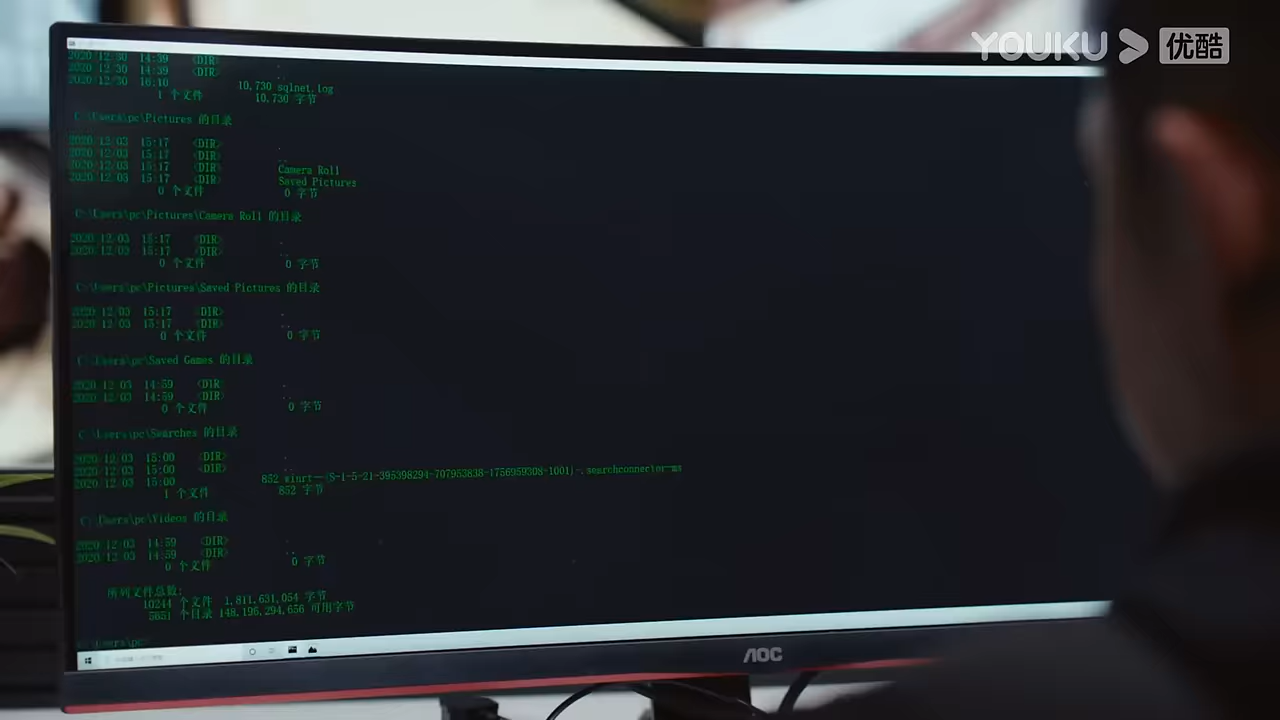 YOUKU 优酷
2020/12/30 14:39 <DIR> .
2020/12/30 14:39 <DIR> ..
2020/12/30 16:10 10,730 sqlnet.log
1 个文件 10,730 字节
C:\Users\pc\Pictures 的目录
2020/12/03 15:17 <DIR> .
2020/12/03 15:17 <DIR> ..
2020/12/03 15:17 <DIR> Camera Roll
2020/12/03 15:17 <DIR> Saved Pictures
0 个文件 0 字节
C:\Users\pc\Pictures\Camera Roll 的目录
2020/12/03 15:17 <DIR> .
2020/12/03 15:17 <DIR> ..
0 个文件 0 字节
C:\Users\pc\Pictures\Saved Pictures 的目录
2020/12/03 15:17 <DIR> .
2020/12/03 15:17 <DIR> ..
0 个文件 0 字节
C:\Users\pc\Saved Games 的目录
2020/12/03 14:59 <DIR> .
2020/12/03 14:59 <DIR> ..
0 个文件 0 字节
C:\Users\pc\Searches 的目录
2020/12/03 15:00 <DIR> .
2020/12/03 15:00 <DIR> ..
2020/12/03 15:00 852 winrt--{S-1-5-21-395398294-707953838-1756959308-1001}-.searchconnector-ms
1 个文件 852 字节
C:\Users\pc\Videos 的目录
2020/12/03 14:59 <DIR> .
2020/12/03 14:59 <DIR> ..
0 个文件 0 字节
所列文件总数:
10244 个文件 1,811,631,054 字节
5651 个目录 148,196,294,656 可用字节
C:\Users\pc>
AOC